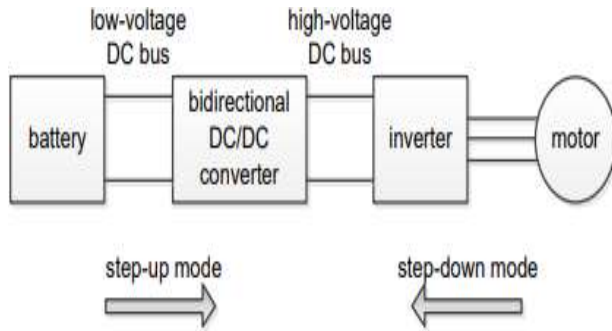 low-voltage
DC bus
high-voltage
DC bus
battery
bidirectional
DC/DC
converter
inverter
motor
step-up mode
step-down mode